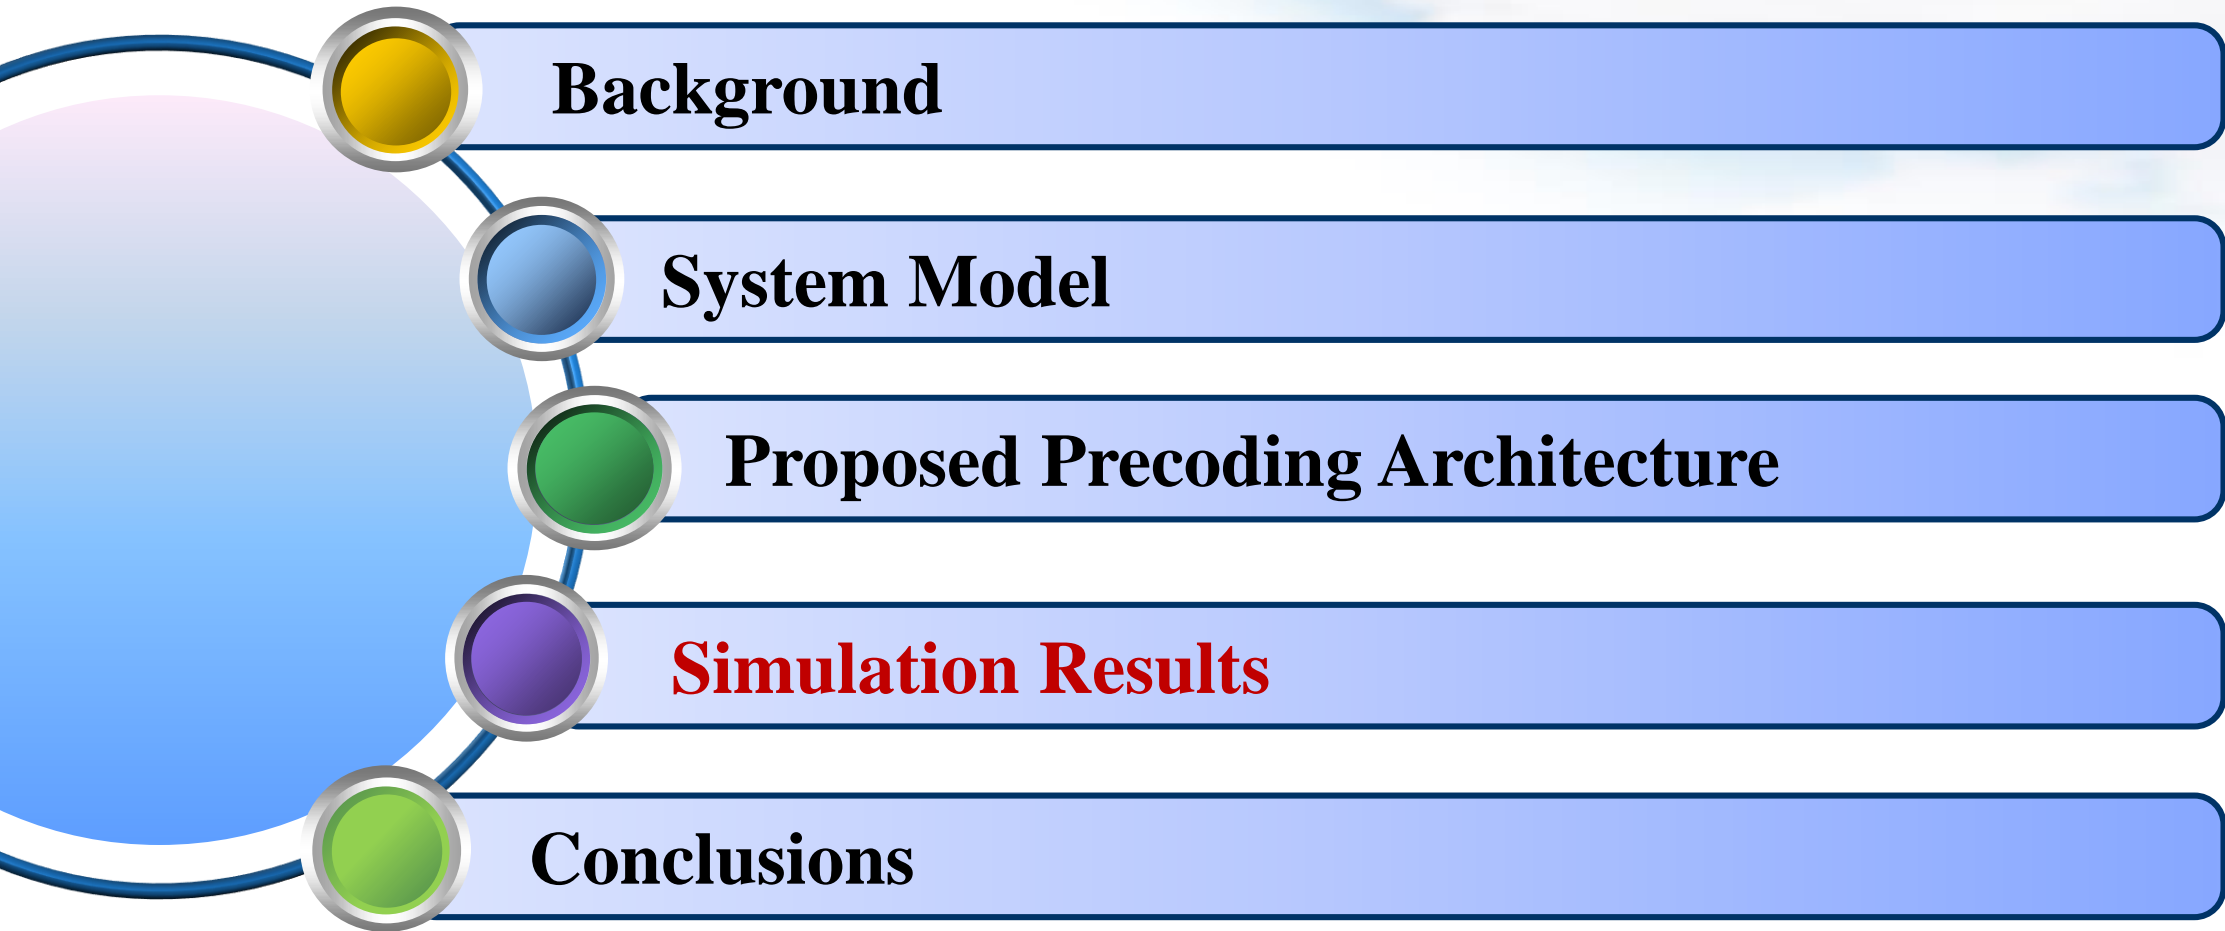 Background
System Model
Proposed Precoding Architecture
Simulation Results
Conclusions